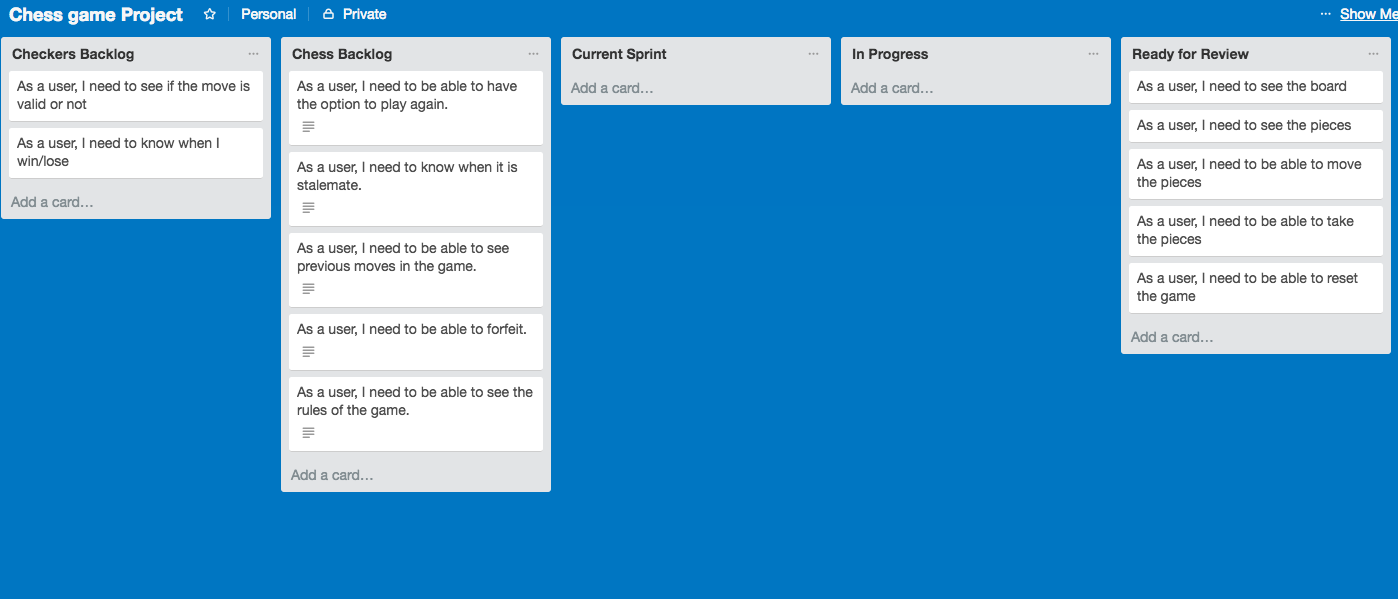 Chess game Project
Personal
Private
Show Me
Checkers Backlog
As a user, I need to see if the move is
valid or not
As a user, I need to know when I
win/lose
Add a card…
Chess Backlog
As a user, I need to be able to have
the option to play again.
As a user, I need to know when it is
stalemate.
As a user, I need to be able to see
previous moves in the game.
As a user, I need to be able to forfeit.
As a user, I need to be able to see the
rules of the game.
Add a card…
Current Sprint
Add a card…
In Progress
Add a card…
Ready for Review
As a user, I need to see the board
As a user, I need to see the pieces
As a user, I need to be able to move
the pieces
As a user, I need to be able to take
the pieces
As a user, I need to be able to reset
the game
Add a card…